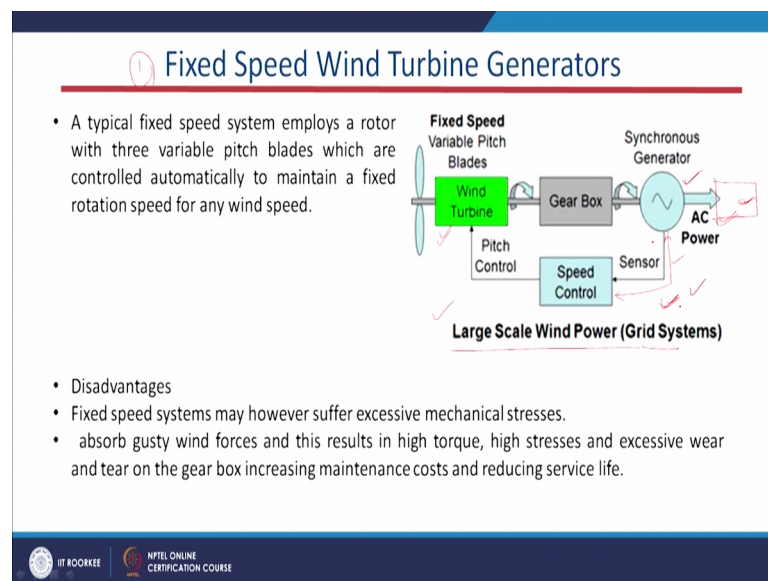 1
Fixed Speed Wind Turbine Generators
• A typical fixed speed system employs a rotor
with three variable pitch blades which are
controlled automatically to maintain a fixed
rotation speed for any wind speed.
Fixed Speed
Variable Pitch
Blades
Synchronous
Generator
Wind
Turbine
Gear Box
AC
Power
Pitch
Control
Speed
Control
Sensor
Large Scale Wind Power (Grid Systems)
• Disadvantages
• Fixed speed systems may however suffer excessive mechanical stresses.
• absorb gusty wind forces and this results in high torque, high stresses and excessive wear
and tear on the gear box increasing maintenance costs and reducing service life.
IIT ROORKEE
NPTEL ONLINE
CERTIFICATION COURSE